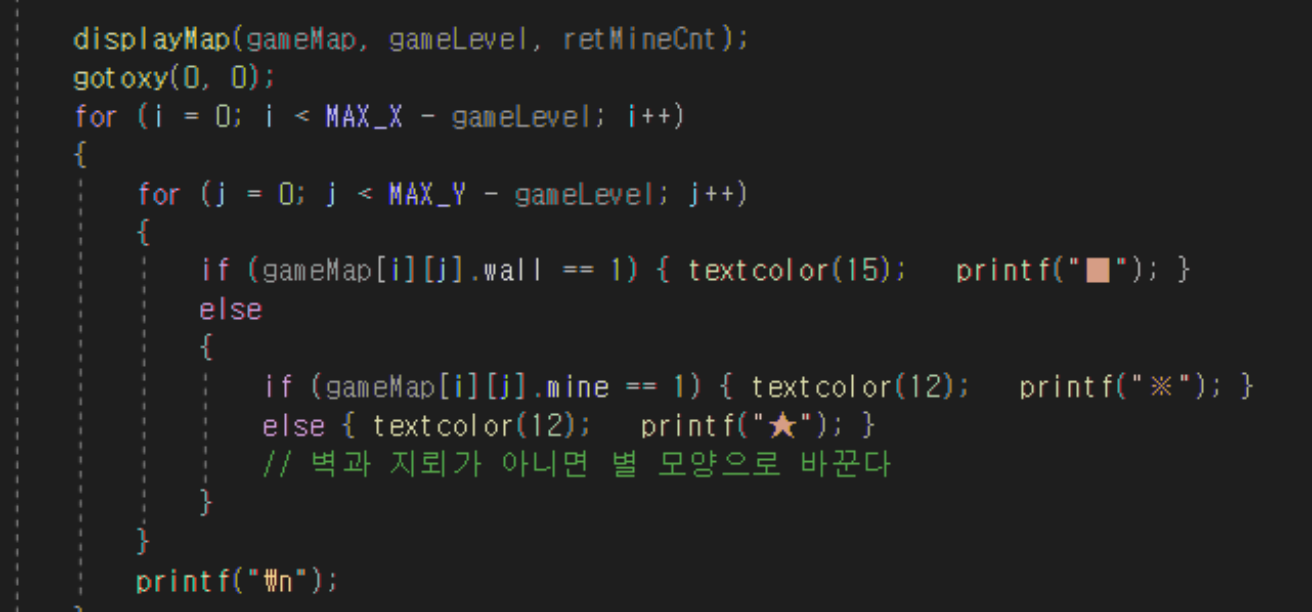 displayMap(gameMap, gameLevel, retMineCnt);
gotoxy(0, 0);
for (i = 0; i < MAX_X - gameLevel; i++)
{
for (j = 0; j < MAX_Y - gameLevel; j++)
{
if (gameMap[i][j].wall == 1) { textcolor(15);   printf("■"); }
else
{
if (gameMap[i][j].mine == 1) { textcolor(12);   printf("※"); }
else { textcolor(12);   printf("★"); }
// 벽과 지뢰가 아니면 별 모양으로 바꾼다
}
}
printf("₩n");
}